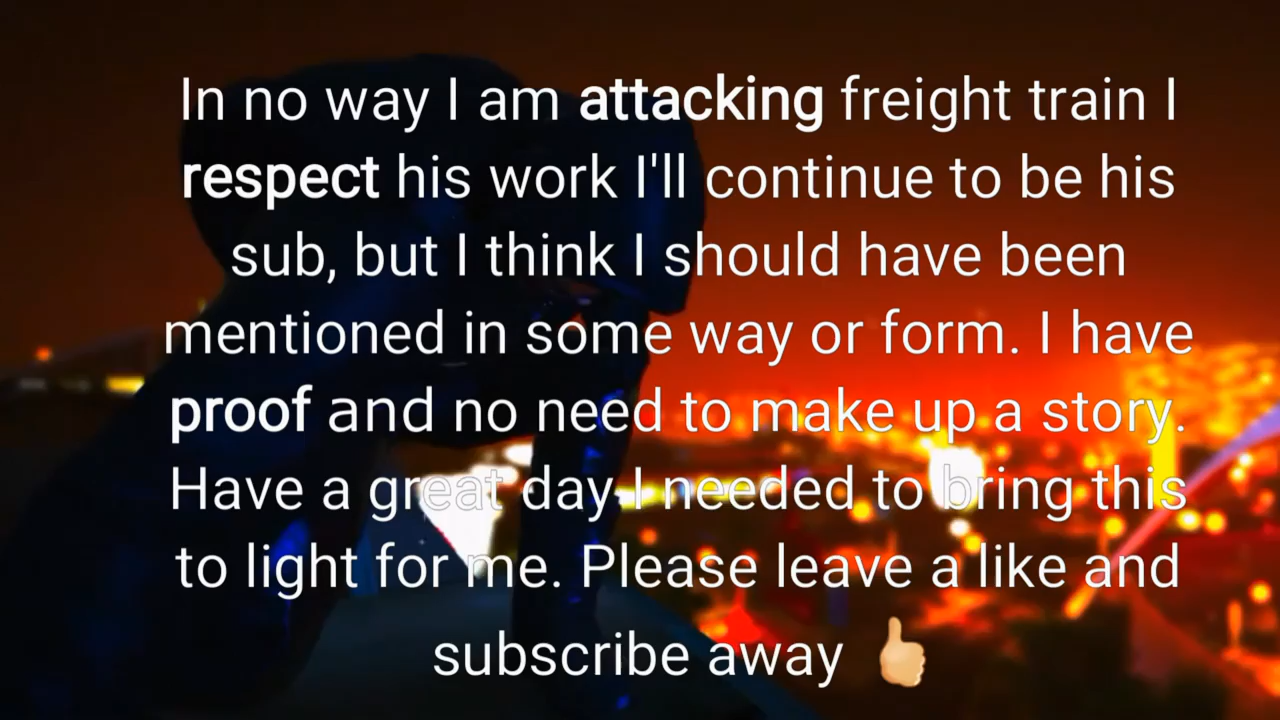 In no way I am attacking freight train I
respect his work I'll continue to be his
sub, but I think I should have been
mentioned in some way or form. I have
proof and no need to make up a story.
Have a great day I needed to bring this
to light for me. Please leave a like and
subscribe away 👍🏼